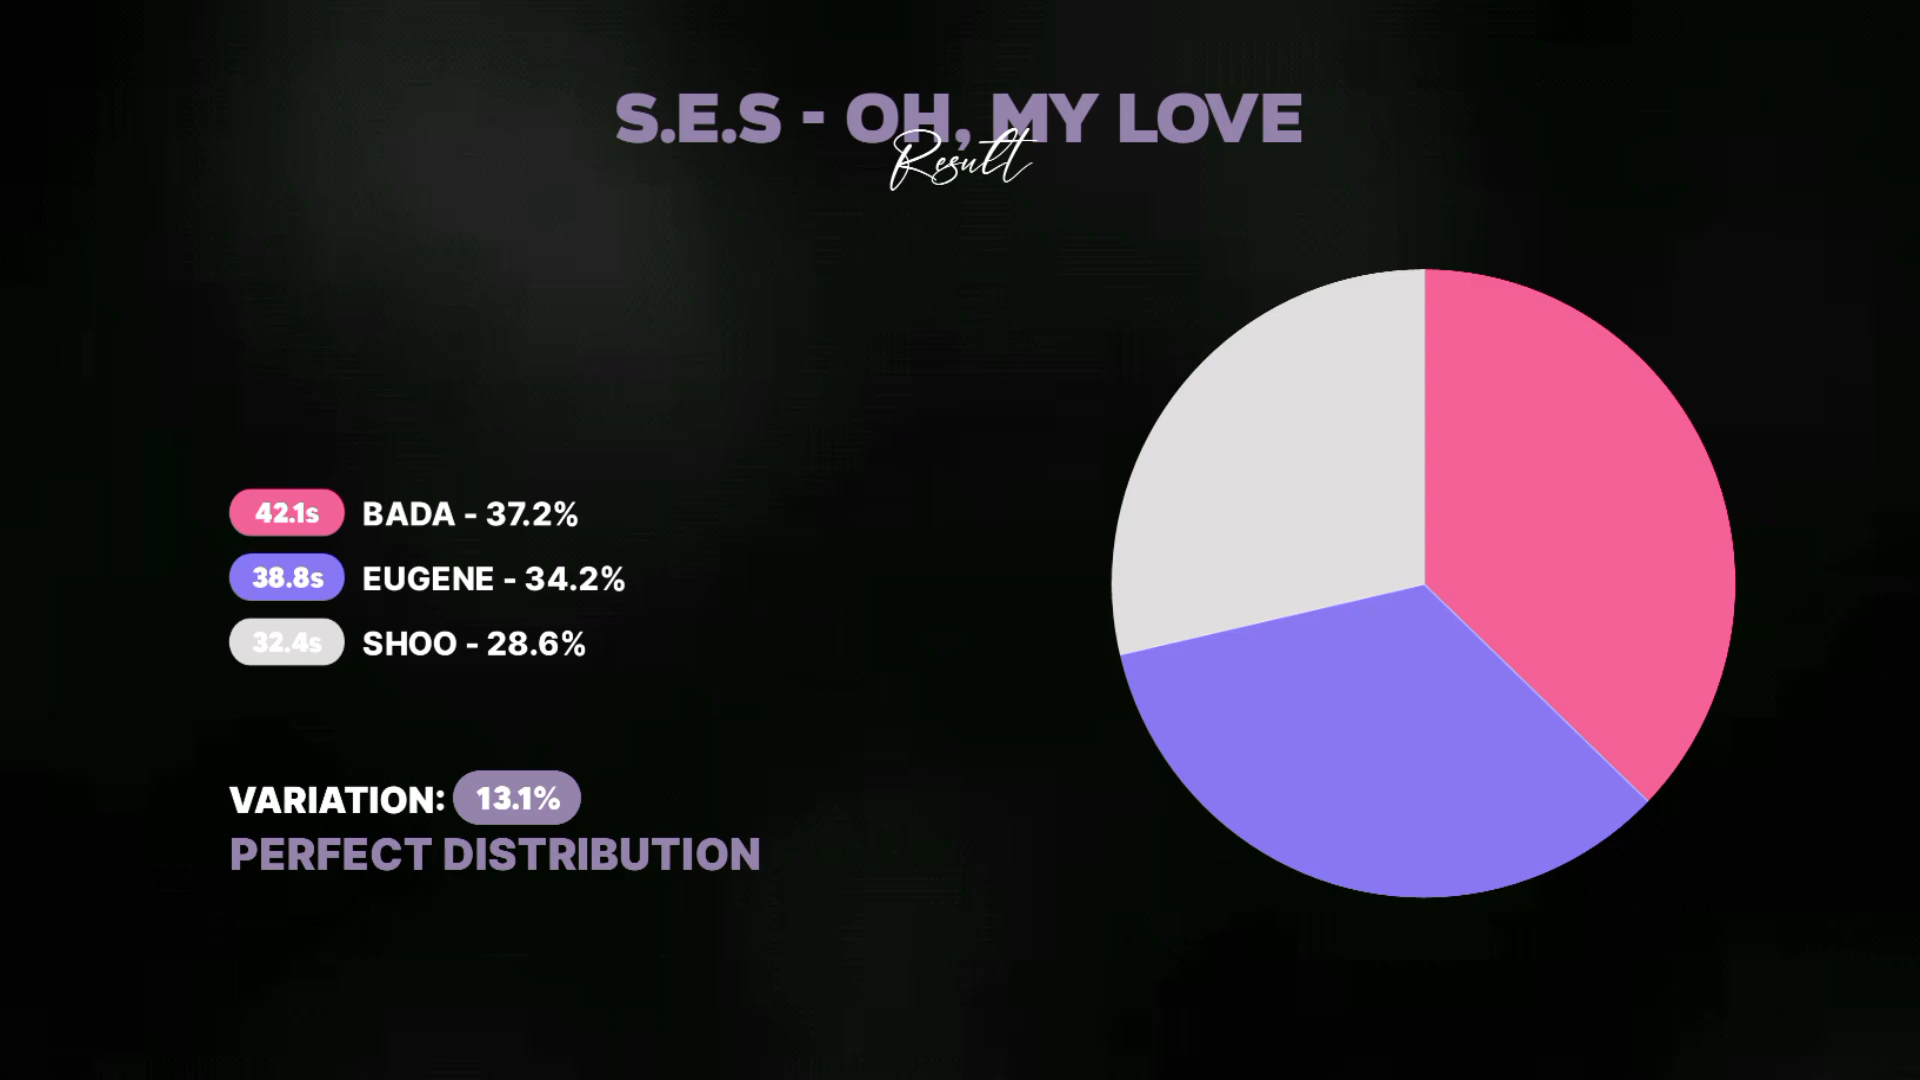 S.E.S - OH, MY LOVE
Result
42.1s BADA - 37.2%
38.8s EUGENE - 34.2%
32.4s SHOO - 28.6%
VARIATION: 13.1%
PERFECT DISTRIBUTION